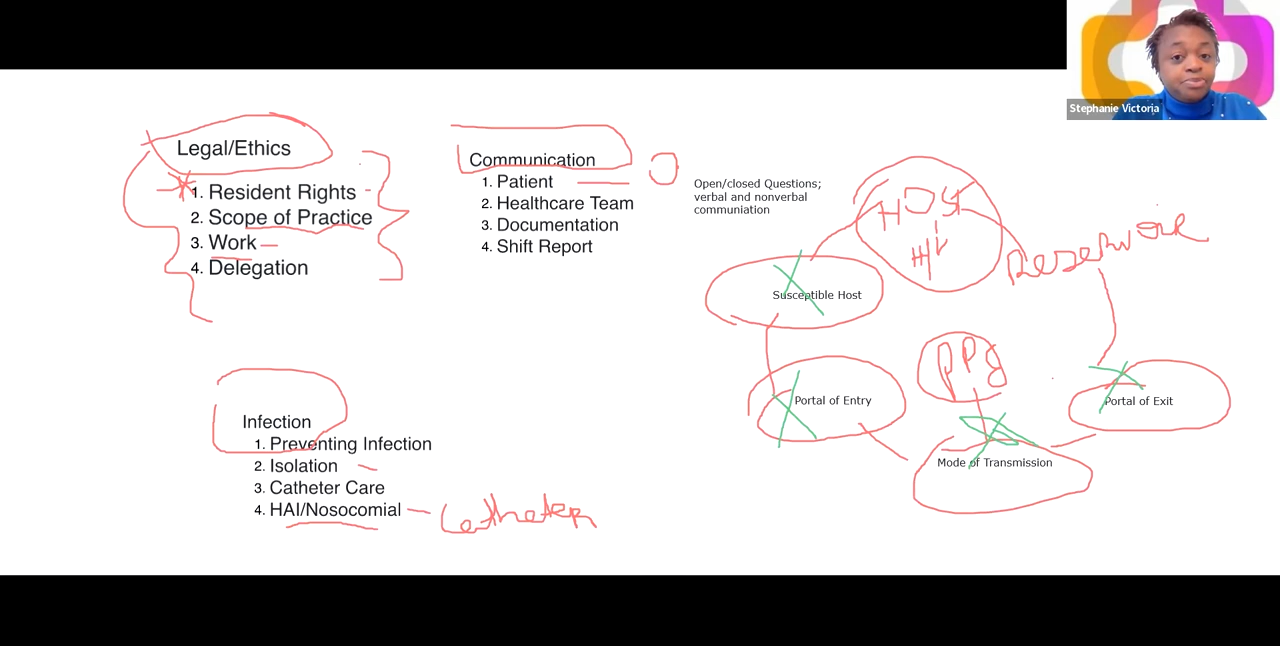 Stephanie Victoria
Legal/Ethics
1. Resident Rights
2. Scope of Practice
3. Work
4. Delegation
Communication
1. Patient
2. Healthcare Team
3. Documentation
4. Shift Report
Open/closed Questions;
verbal and nonverbal
communiation
Host
Susceptible Host
Portal of Entry
Mode of Transmission
Portal of Exit
Infection
1. Preventing Infection
2. Isolation
3. Catheter Care
4. HAI/Nosocomial